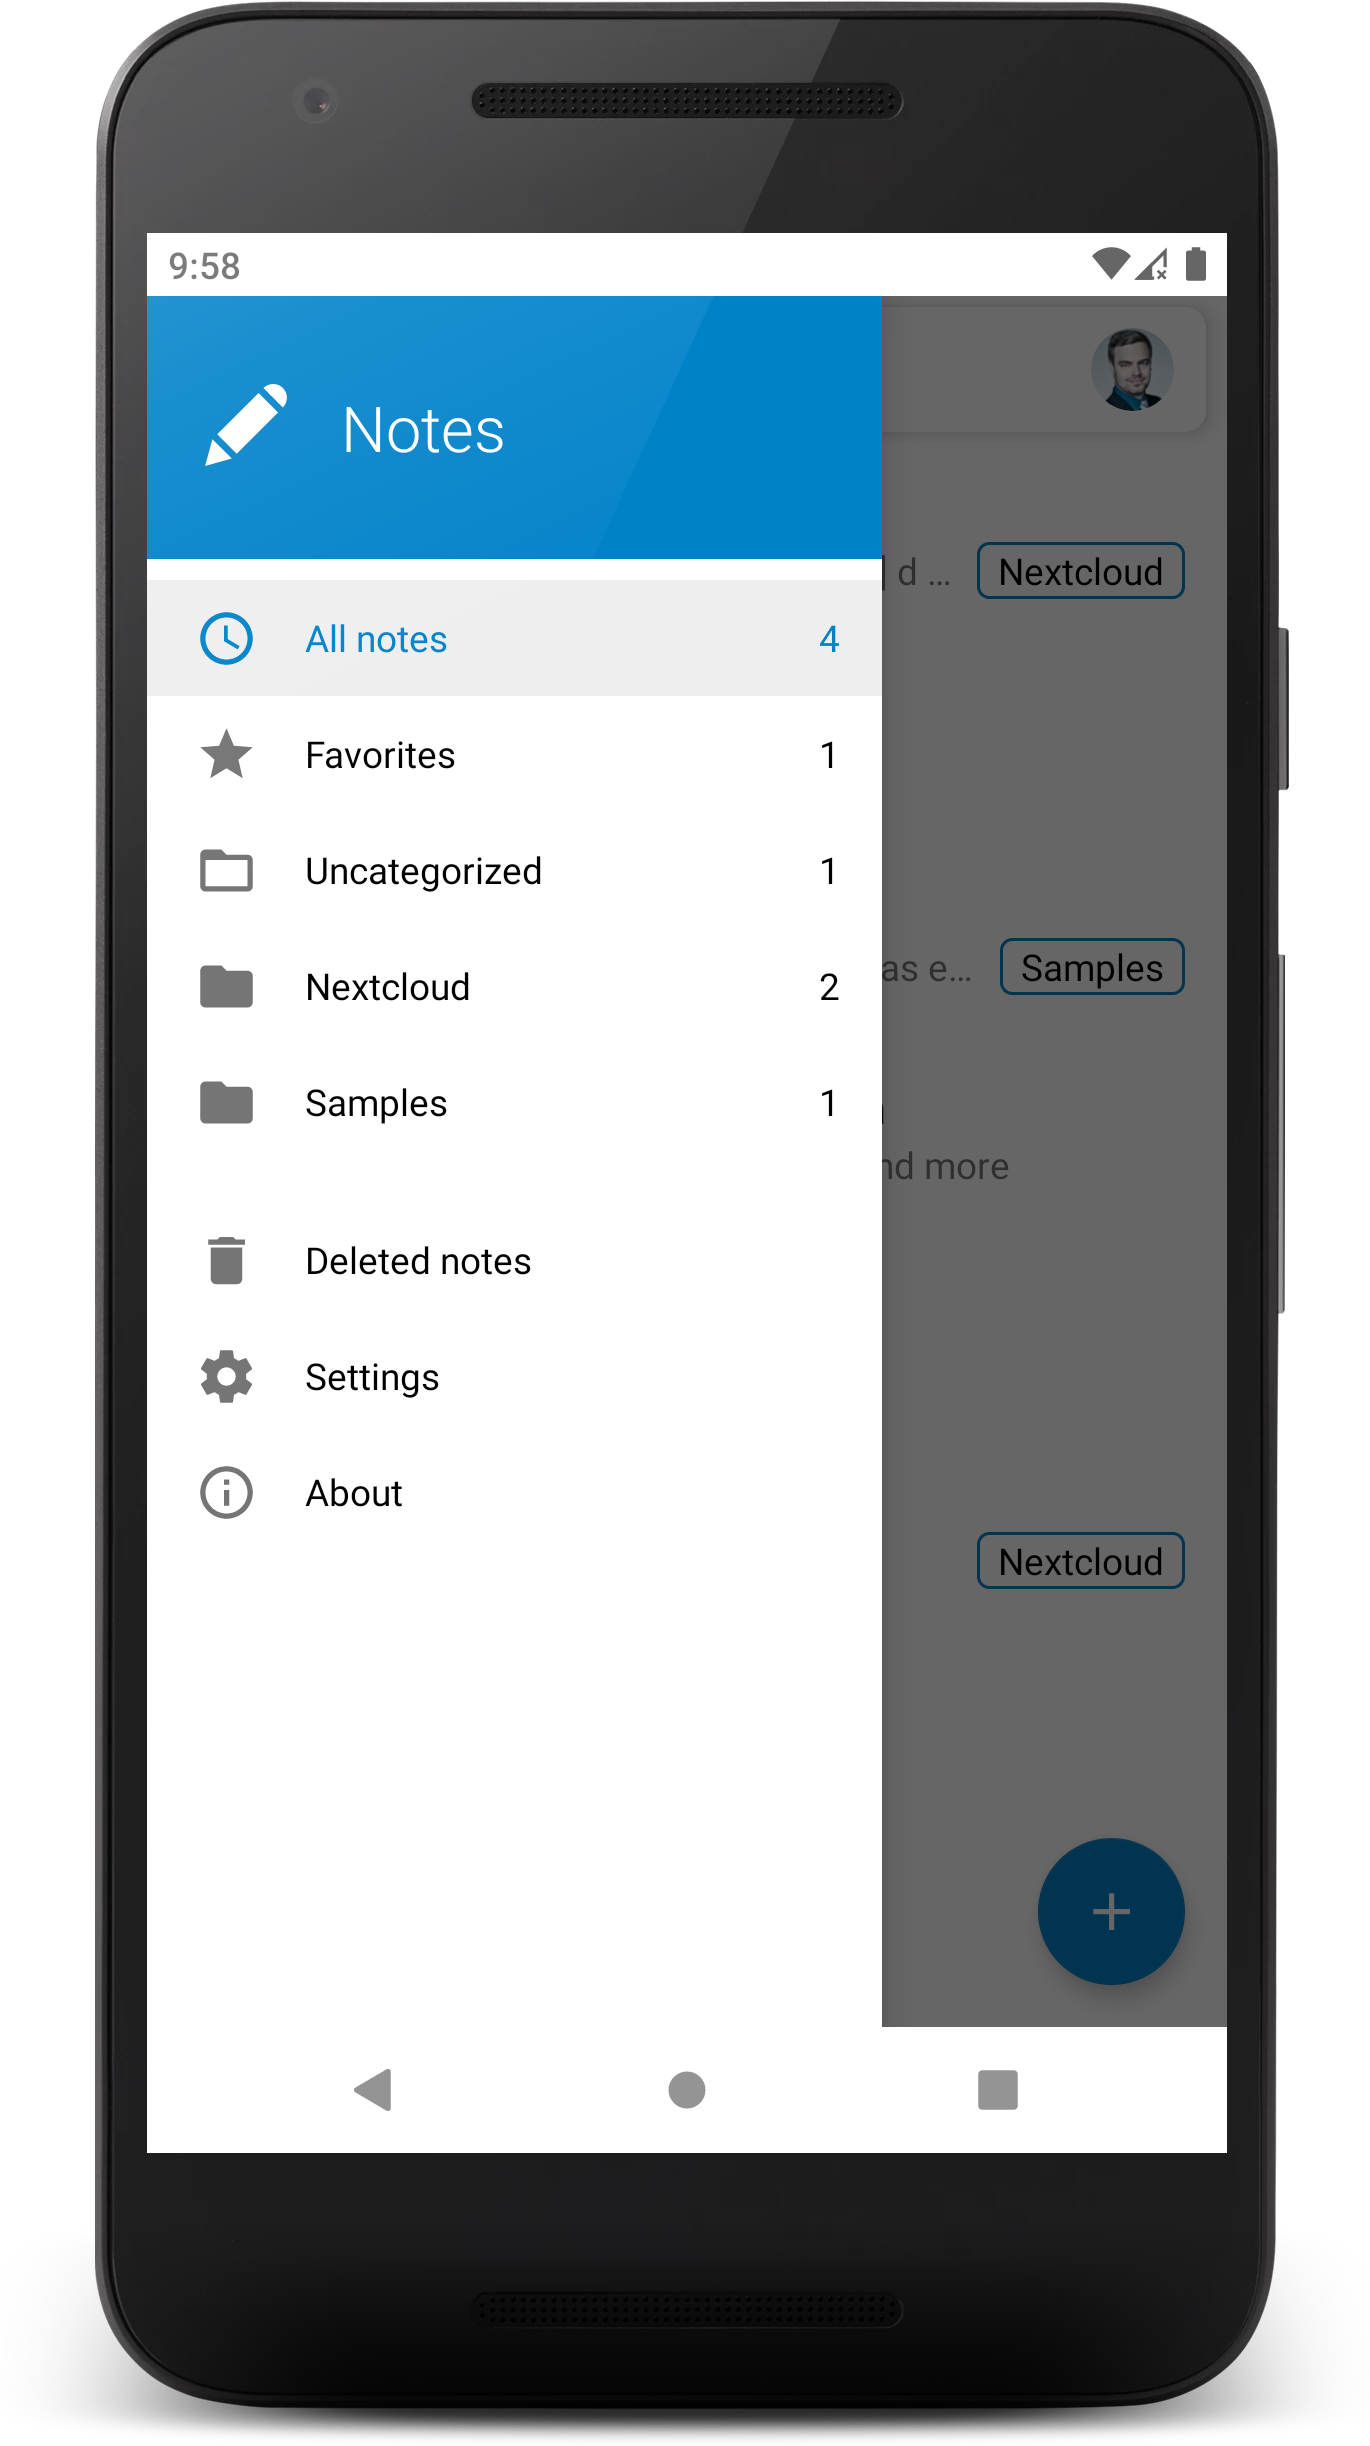 9:58
Notes
d ... Nextcloud
All notes 4
Favorites 1
Uncategorized 1
as e... Samples
Nextcloud 2
Samples 1
nd more
Deleted notes
Settings
About
Nextcloud